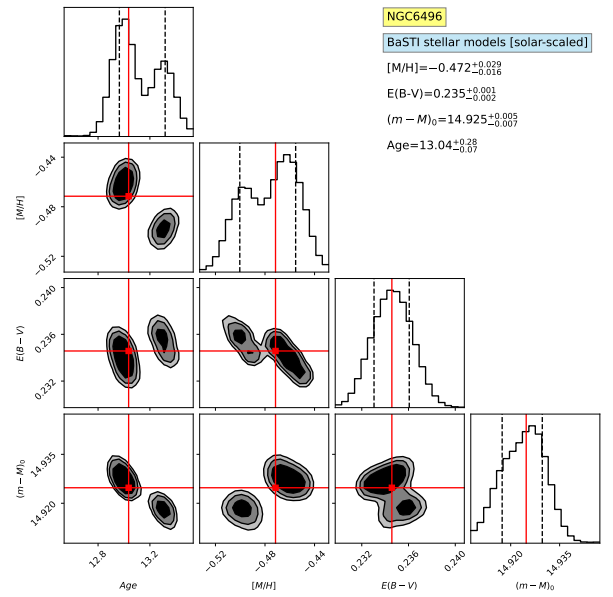 NGC6496
BaSTI stellar models [solar-scaled]
[M/H]=−0.472+0.029 −0.016
E(B-V)=0.235+0.001 −0.002
(m − M)0=14.925+0.005 −0.007
Age=13.04+0.28 −0.07
−0.44
−0.48
−0.52
[M/H]
0.240
0.236
0.232
E(B − V)
14.935
14.920
(m − M)0
12.8 13.2
−0.52 −0.48 −0.44
0.232 0.236 0.240
14.920 14.935
Age [M/H] E(B − V) (m − M)0